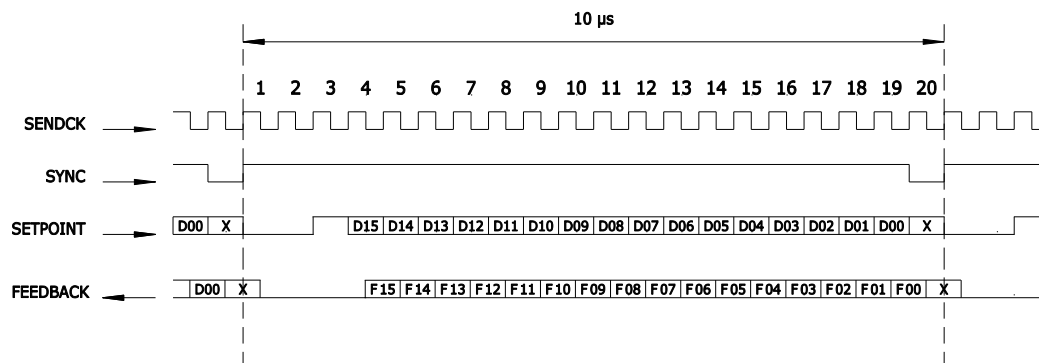 10 µs
1 2 3 4 5 6 7 8 9 10 11 12 13 14 15 16 17 18 19 20
SENDCK
SYNC
SETPOINT D00 X D15 D14 D13 D12 D11 D10 D09 D08 D07 D06 D05 D04 D03 D02 D01 D00 X
FEEDBACK D00 X F15 F14 F13 F12 F11 F10 F09 F08 F07 F06 F05 F04 F03 F02 F01 F00 X